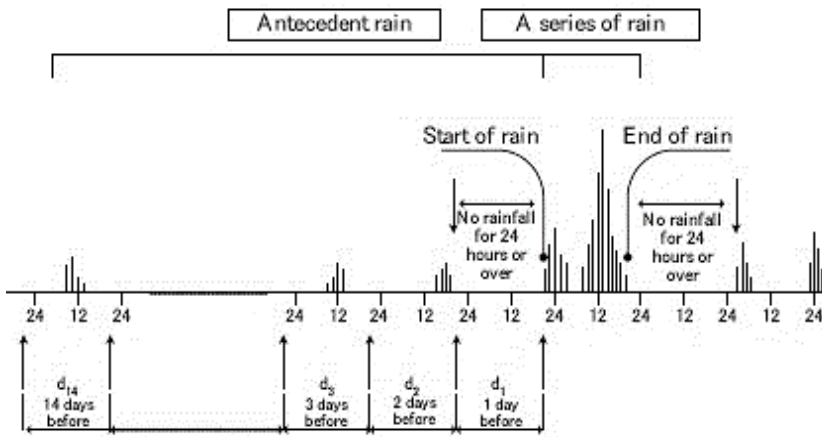 Antecedent rain
A series of rain
Start of rain
End of rain
No rainfall
for 24
hours or
over
No rainfall
for 24
hours or
over
24 12 24 24 12 24 12 24 12 24 12 24 12 24 12 24
d14
14 days
before
d3
3 days
before
d2
2 days
before
d1
1 day
before